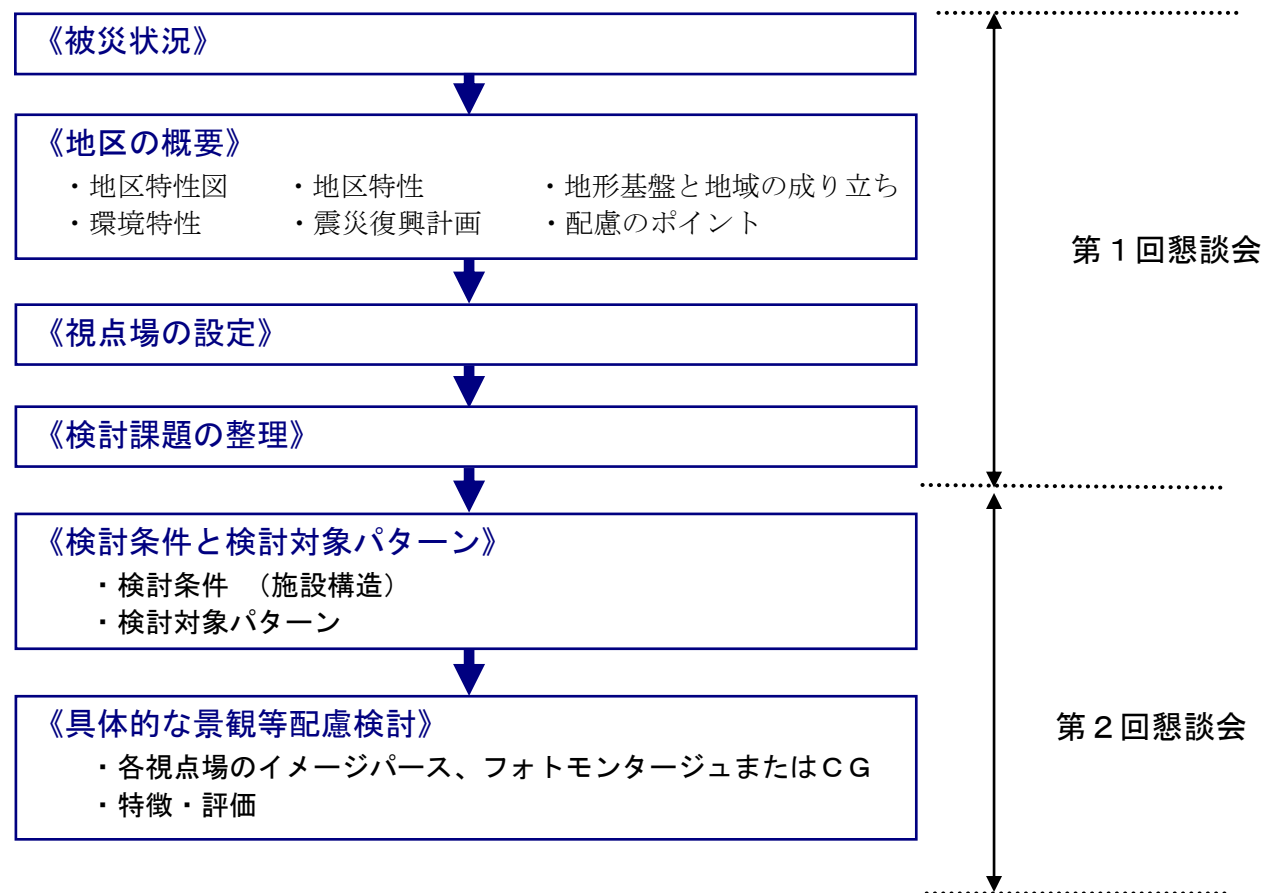 《被災状況》
《地区の概要》
・地区特性図　・地区特性　・地形基盤と地域の成り立ち
・環境特性　・震災復興計画　・配慮のポイント
第１回懇談会
《視点場の設定》
《検討課題の整理》
《検討条件と検討対象パターン》
・検討条件　（施設構造）
・検討対象パターン
《具体的な景観等配慮検討》
第２回懇談会
・各視点場のイメージパース、フォトモンタージュまたはＣＧ
・特徴・評価